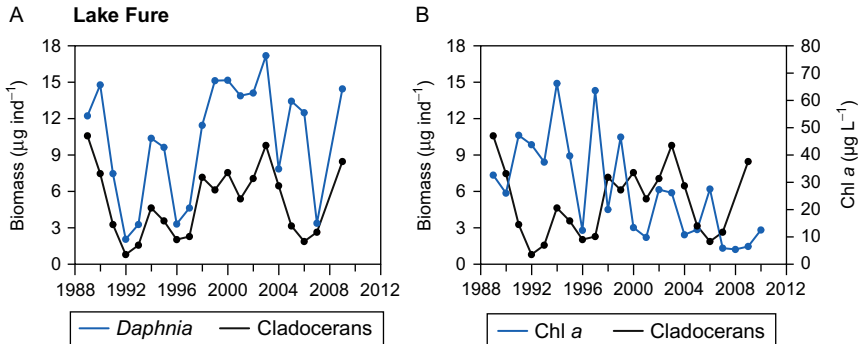 A Lake Fure
B
18
15
12
9
6
3
0
Biomass (μg ind⁻¹)
1988 1992 1996 2000 2004 2008 2012
Daphnia Cladocerans
18
15
12
9
6
3
0
Biomass (μg ind⁻¹)
80
70
60
50
40
30
20
10
0
Chl a (μg L⁻¹)
1988 1992 1996 2000 2004 2008 2012
Chl a Cladocerans